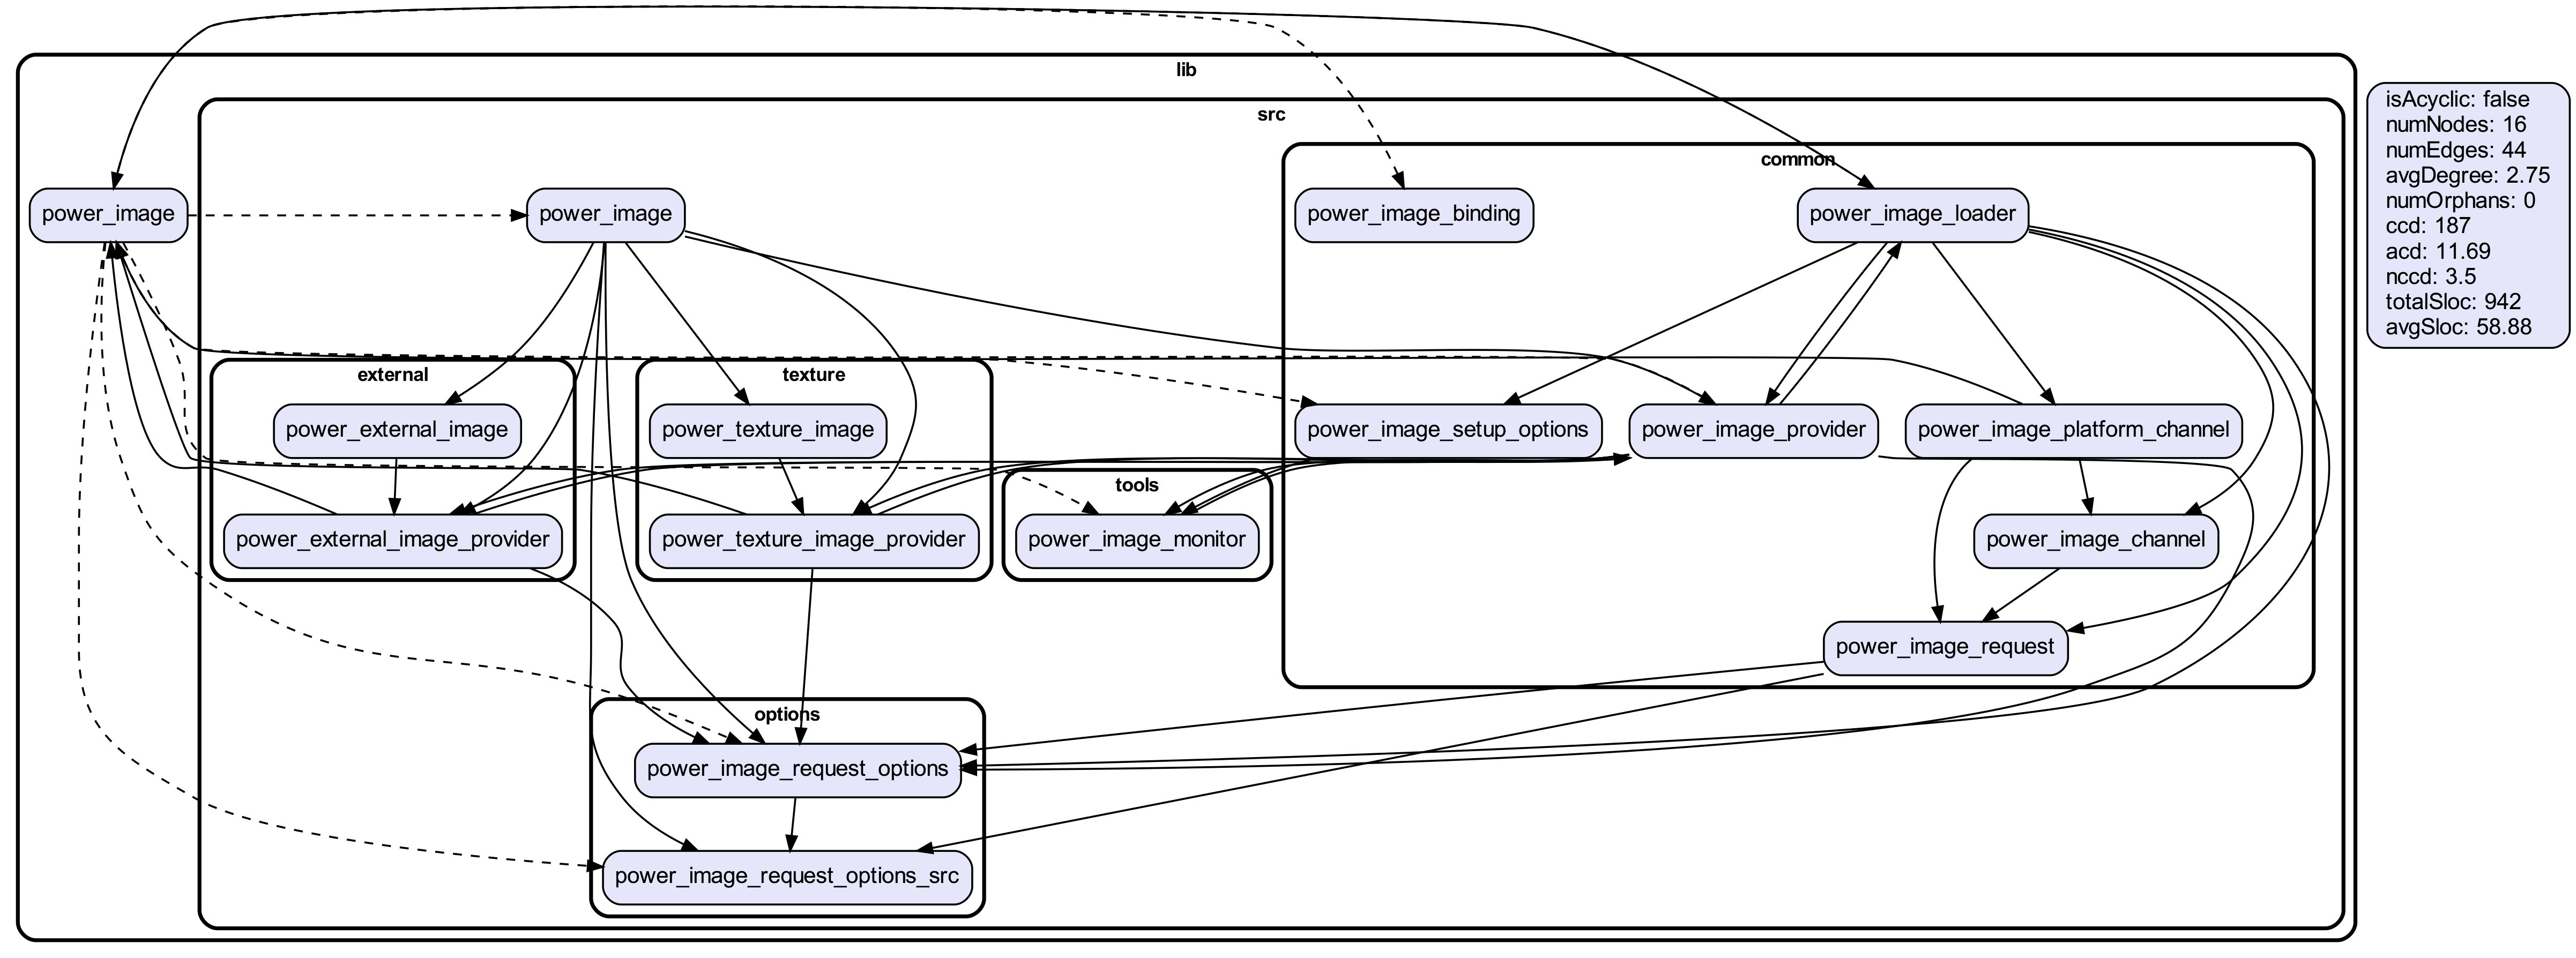 lib
src
common
isAcyclic: false
numNodes: 16
numEdges: 44
avgDegree: 2.75
numOrphans: 0
ccd: 187
acd: 11.69
nccd: 3.5
totalSloc: 942
avgSloc: 58.88
power_image
power_image
power_image_binding
power_image_loader
external
texture
power_external_image
power_texture_image
power_image_setup_options
power_image_provider
power_image_platform_channel
tools
power_external_image_provider
power_texture_image_provider
power_image_monitor
power_image_channel
power_image_request
options
power_image_request_options
power_image_request_options_src